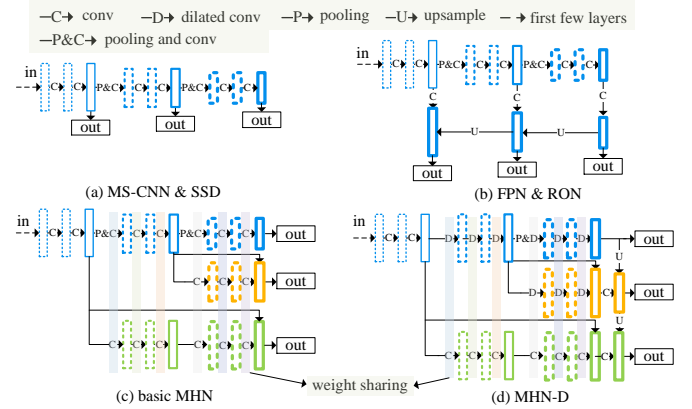 C conv D dilated conv P pooling U upsample first few layers
P&C pooling and conv
in C C P&C C C P&C C C
out out out
(a) MS-CNN & SSD
in C C P&C C C P&C C C
C C C
U U
out out out
(b) FPN & RON
in C C P&C C C P&C C C out
C C C out
C C C C C C out
(c) basic MHN
in C C D D D P&D D D out
U
D D D C out
U
C C C C C C C out
(d) MHN-D
weight sharing